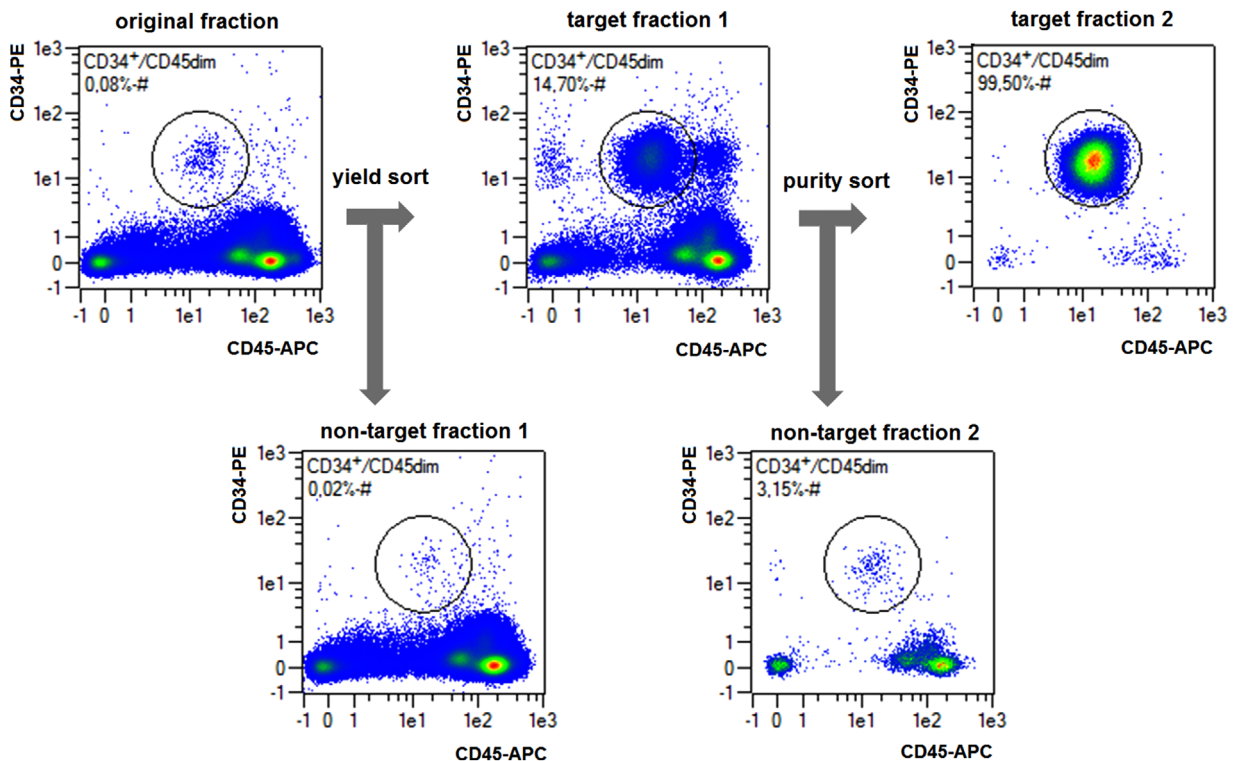 original fraction
CD34-PE
1e3
1e2
1e1
1
0
-1
CD34⁺/CD45dim
0,08%-#
-1 0 1 1e1 1e2 1e3
CD45-APC
yield sort
target fraction 1
CD34-PE
1e3
1e2
1e1
1
0
-1
CD34⁺/CD45dim
14,70%-#
-1 0 1 1e1 1e2 1e3
CD45-APC
purity sort
target fraction 2
CD34-PE
1e3
1e2
1e1
1
0
-1
CD34⁺/CD45dim
99,50%-#
-1 0 1 1e1 1e2 1e3
CD45-APC
non-target fraction 1
CD34-PE
1e3
1e2
1e1
1
0
-1
CD34⁺/CD45dim
0,02%-#
-1 0 1 1e1 1e2 1e3
CD45-APC
non-target fraction 2
CD34-PE
1e3
1e2
1e1
1
0
-1
CD34⁺/CD45dim
3,15%-#
-1 0 1 1e1 1e2 1e3
CD45-APC